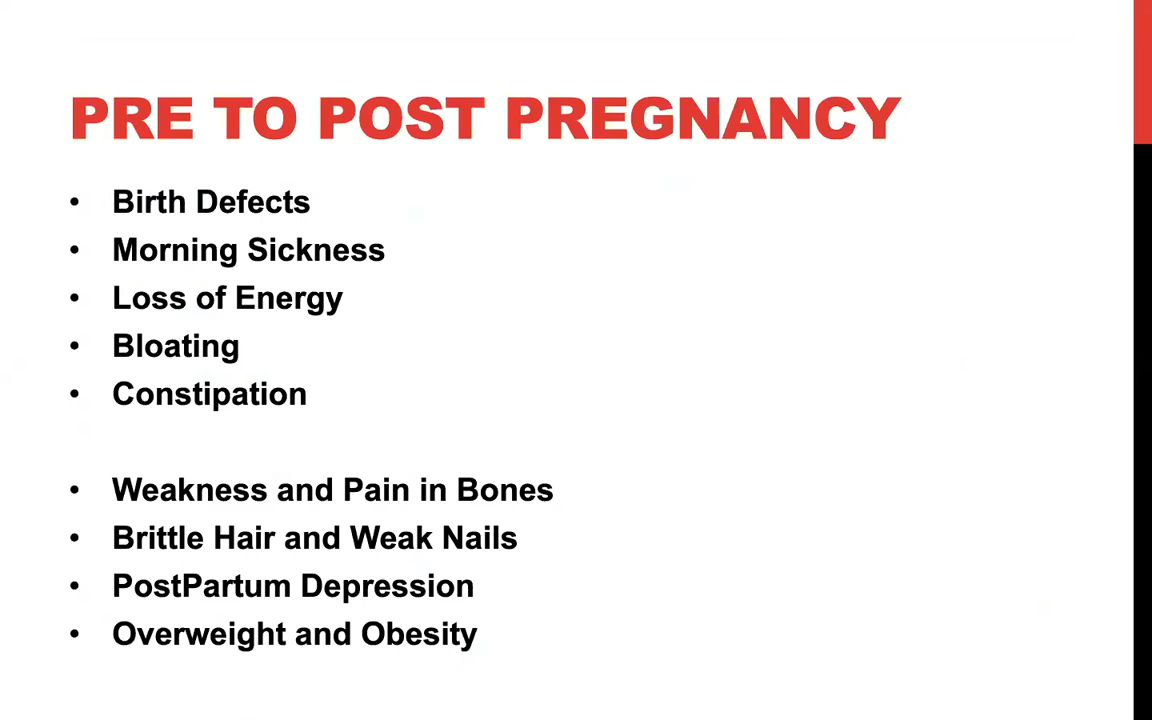 PRE TO POST PREGNANCY
• Birth Defects
• Morning Sickness
• Loss of Energy
• Bloating
• Constipation
• Weakness and Pain in Bones
• Brittle Hair and Weak Nails
• PostPartum Depression
• Overweight and Obesity